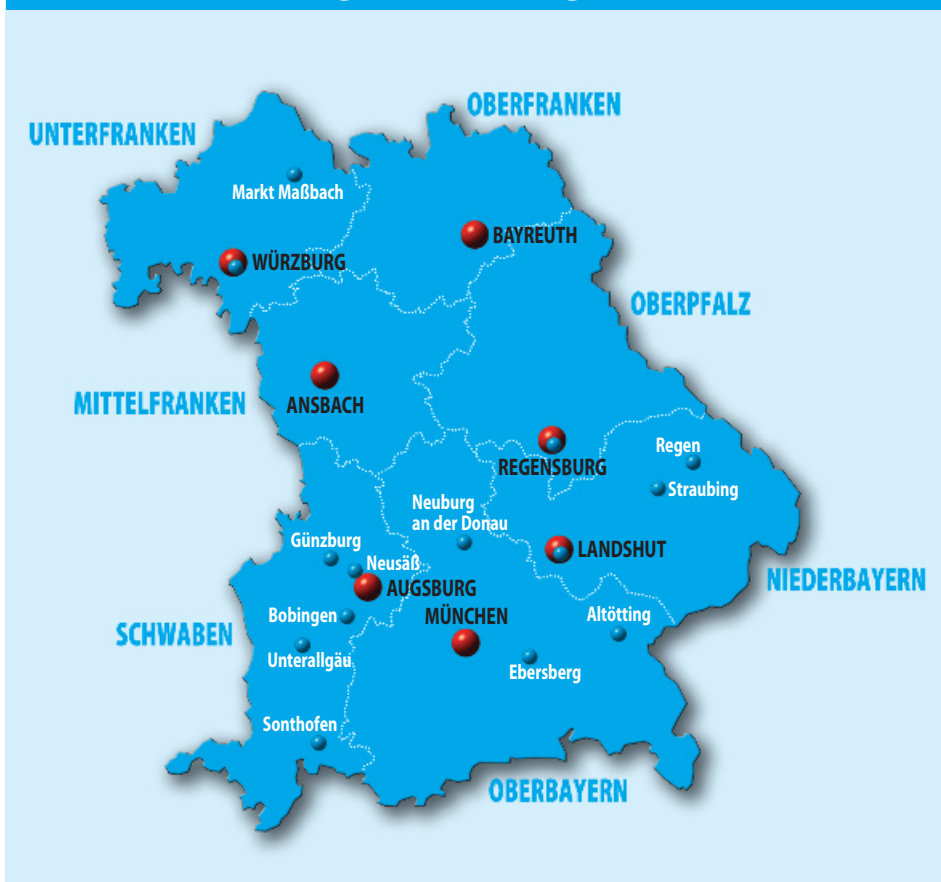 OBERFRANKEN
UNTERFRANKEN
Markt Maßbach
BAYREUTH
WÜRZBURG
OBERPFALZ
MITTELFRANKEN
ANSBACH
REGENSBURG
Regen
Straubing
Neuburg
an der Donau
Günzburg
Neusäß
LANDSHUT
AUGSBURG
NIEDERBAYERN
Bobingen
MÜNCHEN
Altötting
SCHWABEN
Unterallgäu
Ebersberg
Sonthofen
OBERBAYERN